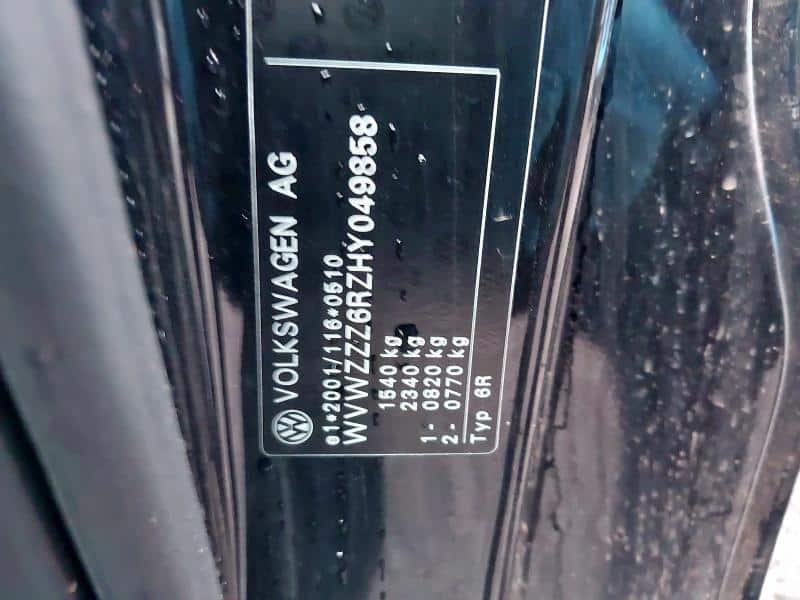 VOLKSWAGEN AG
e1*2001/116*0510
WVWZZZ6RZHY049858
1540 kg
2340 kg
1- 0820 kg
2- 0770 kg
Typ 6R